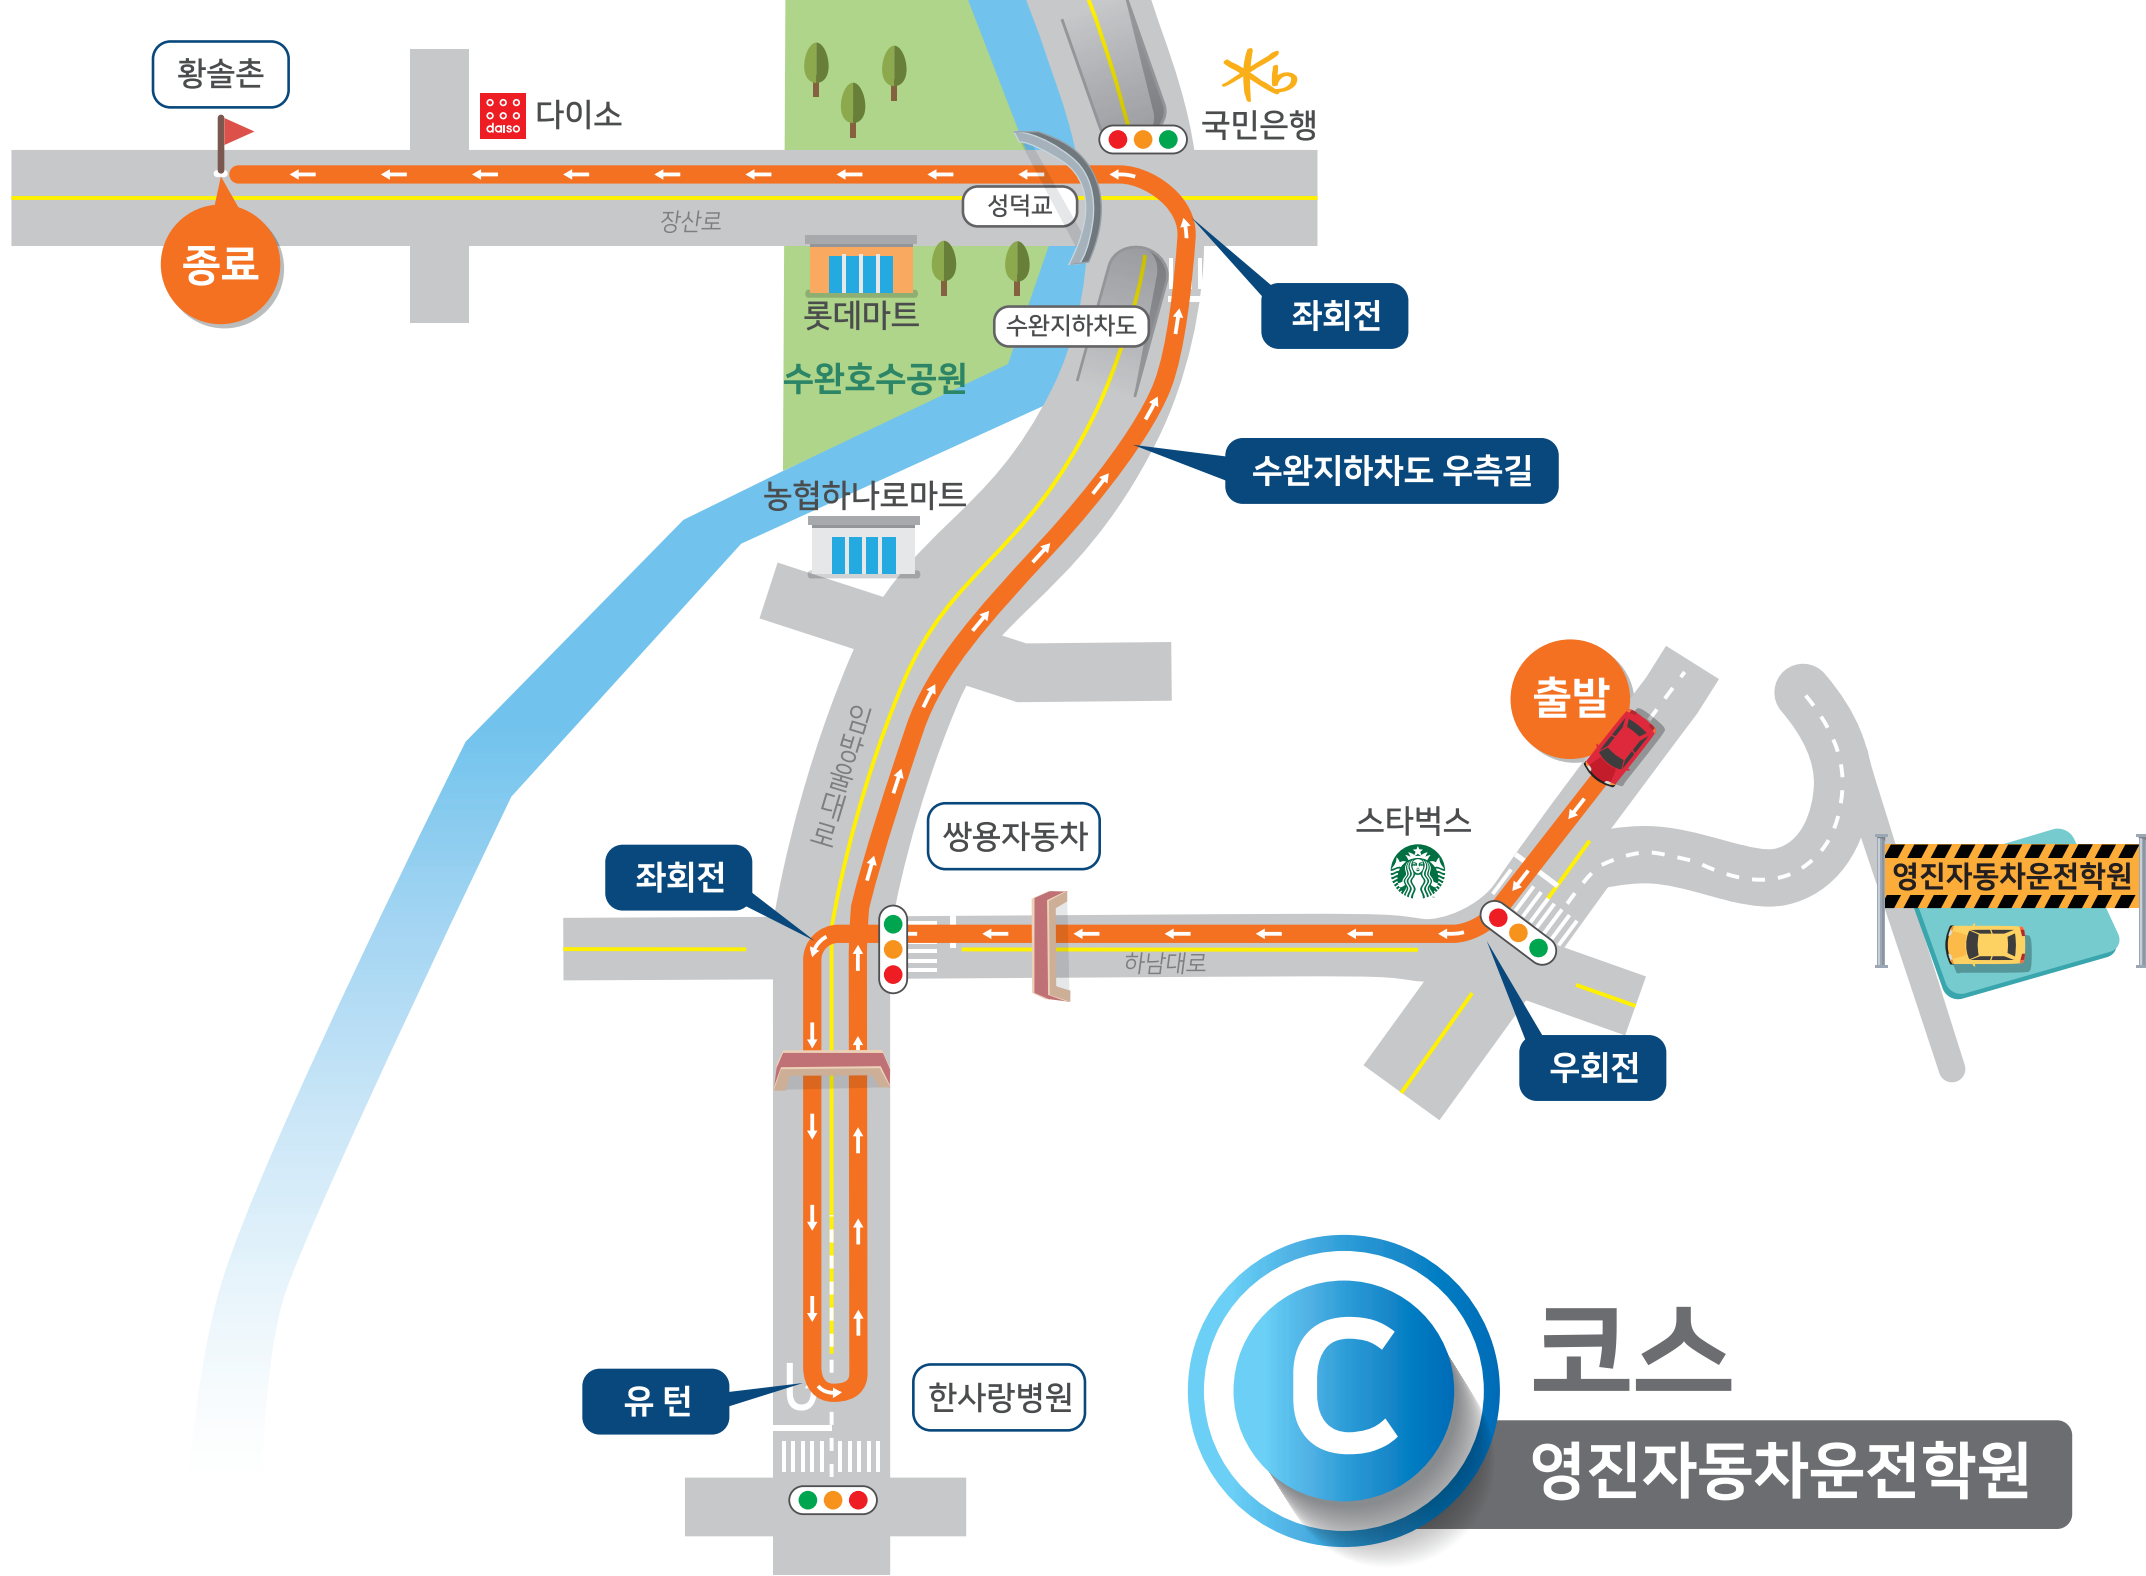 황솔촌
daiso
다이소
b
국민은행
성덕교
장산로
종료
좌회전
롯데마트
수완지하차도
수완호수공원
수완지하차도 우측길
농협하나로마트
출발
임방울대로
스타벅스
쌍용자동차
좌회전
영진자동차운전학원
하남대로
우회전
유 턴
한사랑병원
C
코스
영진자동차운전학원